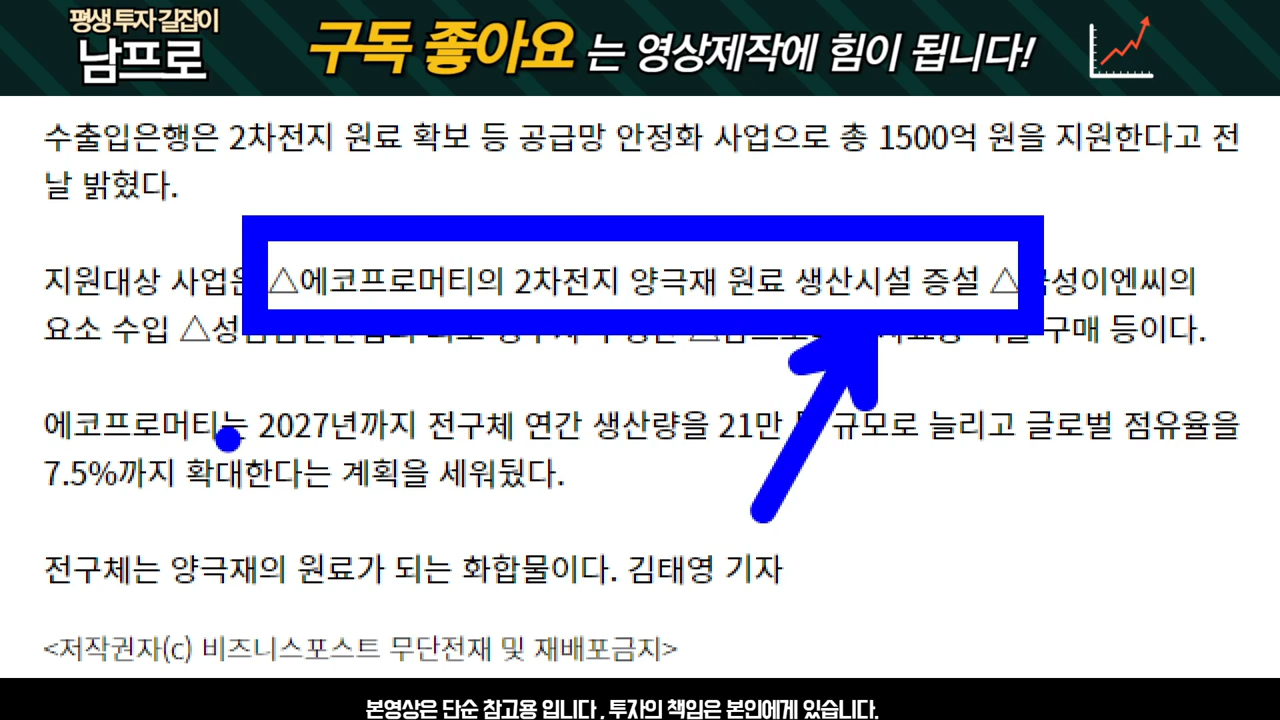 평생 투자 길잡이
남프로
구독 좋아요 는 영상제작에 힘이 됩니다!
수출입은행은 2차전지 원료 확보 등 공급망 안정화 사업으로 총 1500억 원을 지원한다고 전
날 밝혔다.
지원대상 사업은 △에코프로머티의 2차전지 양극재 원료 생산시설 증설 △
요소 수입 구매 등이다.
에코프로머티는 2027년까지 전구체 연간 생산량을 21만 규모로 늘리고 글로벌 점유율을
7.5%까지 확대한다는 계획을 세워뒀다.
전구체는 양극재의 원료가 되는 화합물이다. 김태영 기자
<저작권자(c) 비즈니스포스트 무단전재 및 재배포금지>
본영상은 단순 참고용 입니다 , 투자의 책임은 본인에게 있습니다.